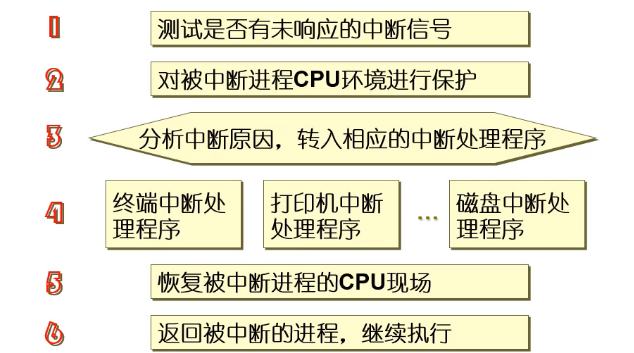 1 测试是否有未响应的中断信号
2 对被中断进程CPU环境进行保护
3 分析中断原因，转入相应的中断处理程序
4 终端中断处 打印机中断 … 磁盘中断处
理程序 处理程序 理程序
5 恢复被中断进程的CPU现场
6 返回被中断的进程，继续执行